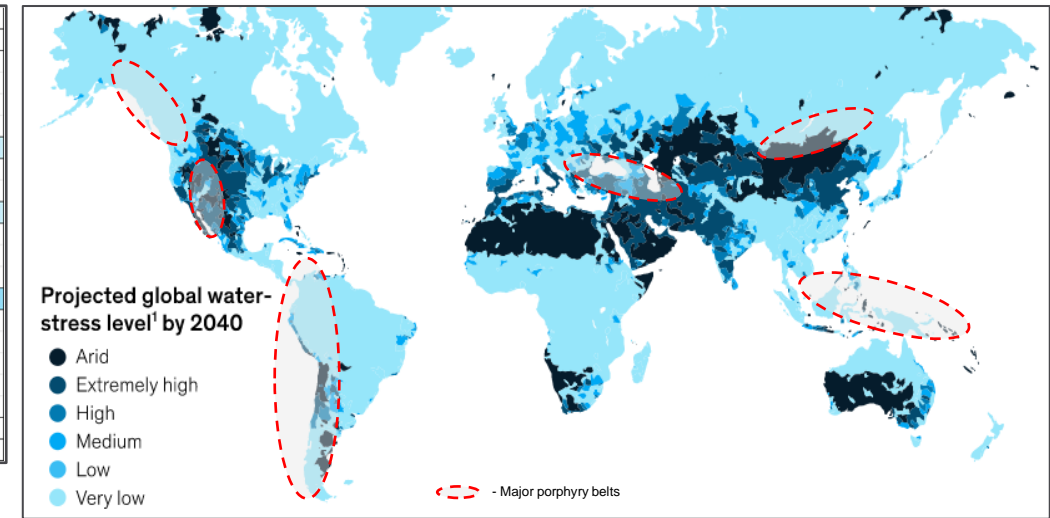 Projected global water-
stress level¹ by 2040
Arid
Extremely high
High
Medium
Low
Very low
- Major porphyry belts